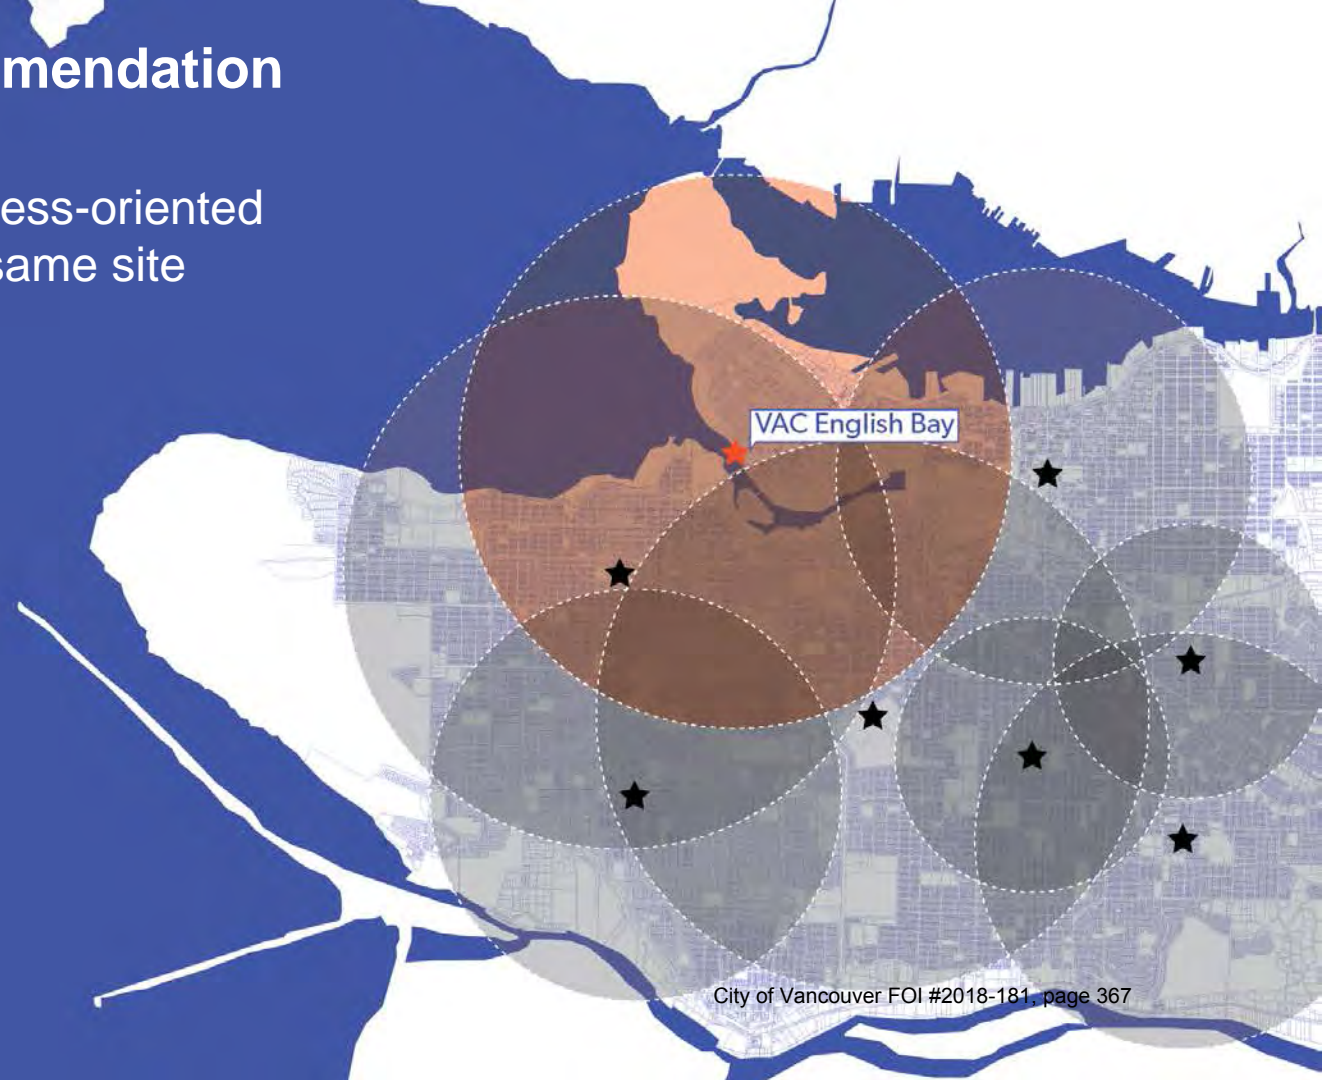 mendation
ess-oriented
same site
VAC English Bay
City of Vancouver FOI #2018-181, page 367